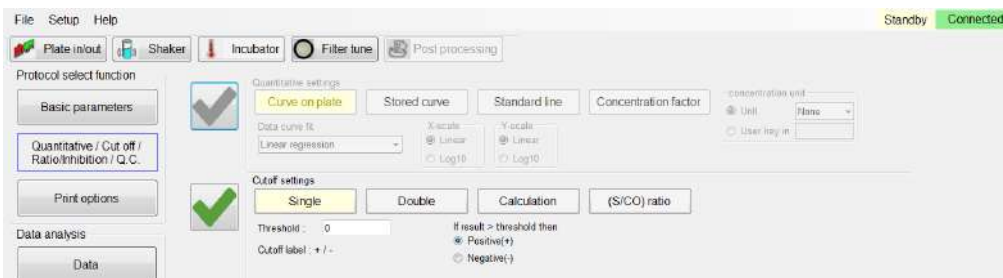 File Setup Help Standby Connected
Plate in/out Shaker Incubator Filter tune Post processing
Protocol select function
Basic parameters
Quantitative / Cut off /
Ratio/Inhibition / Q.C.
Print options
Data analysis
Data
Quantitative settings
Curve on plate Stored curve Standard line Concentration factor
concentration unit
Unit None
User key in
Data curve fit
Linear regression
X-scale
Linear
Log10
Y-scale
Linear
Log10
Cutoff settings
Single Double Calculation (S/CO) ratio
Threshold : 0
Cutoff label : + / -
If result > threshold then
Positive(+)
Negative(-)